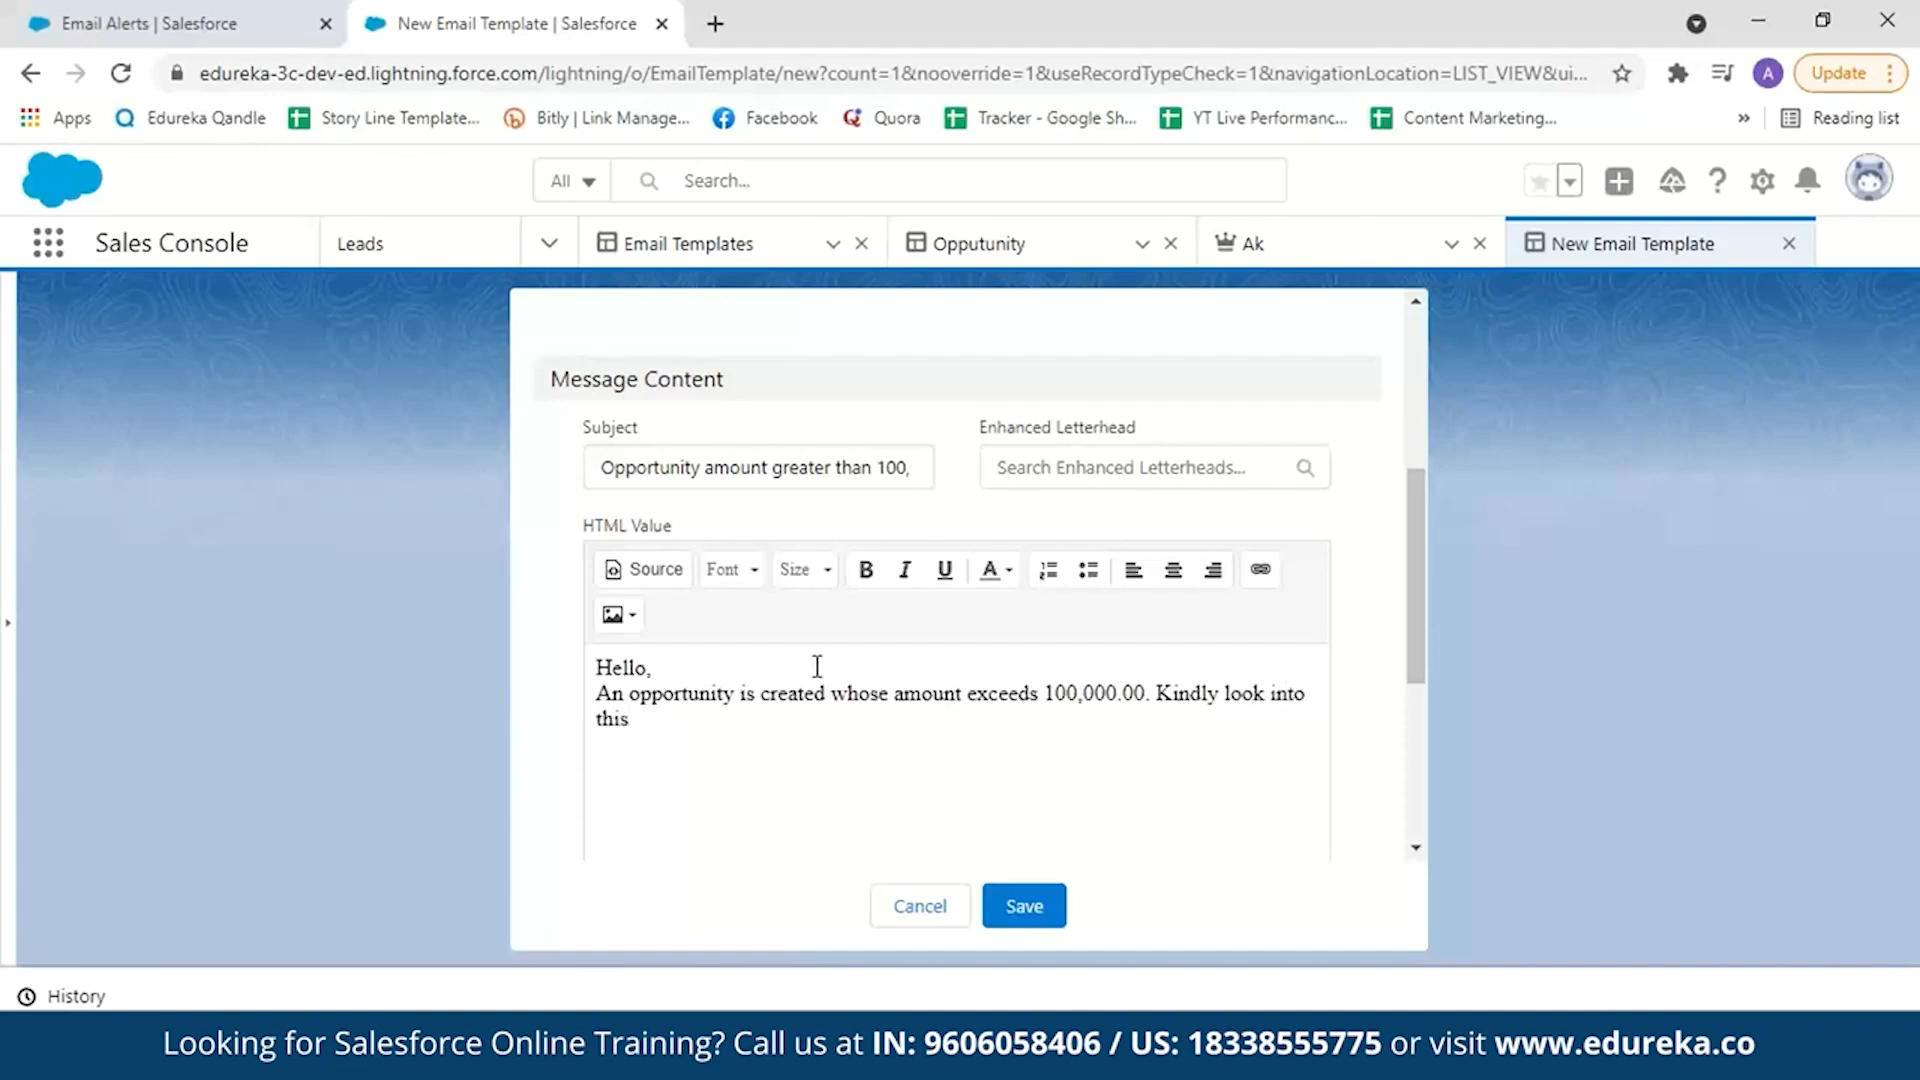 Email Alerts | Salesforce
New Email Template | Salesforce
edureka-3c-dev-ed.lightning.force.com/lightning/o/EmailTemplate/new?count=1&nooverride=1&useRecordTypeCheck=1&navigationLocation=LIST_VIEW&ui...
A
Update
Apps
Edureka Qandle
Story Line Template...
Bitly | Link Manage...
Facebook
Quora
Tracker - Google Sh...
YT Live Performanc...
Content Marketing...
»
Reading list
All
Search...
Sales Console
Leads
Email Templates
Opputunity
Ak
New Email Template
Message Content
Subject
Enhanced Letterhead
Opportunity amount greater than 100,
Search Enhanced Letterheads...
HTML Value
Source
Font
Size
B
I
U
A
Hello,
An opportunity is created whose amount exceeds 100,000.00. Kindly look into
this
Cancel
Save
History
Looking for Salesforce Online Training? Call us at IN: 9606058406 / US: 18338555775 or visit www.edureka.co